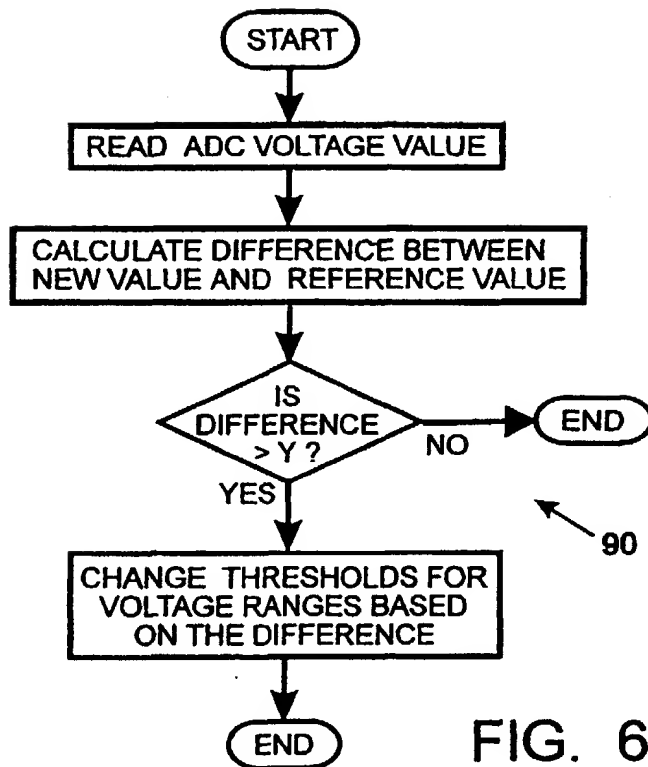 START
READ ADC VOLTAGE VALUE
CALCULATE DIFFERENCE BETWEEN
NEW VALUE AND REFERENCE VALUE
IS
DIFFERENCE
> Y ?
NO
END
YES
90
CHANGE THRESHOLDS FOR
VOLTAGE RANGES BASED
ON THE DIFFERENCE
END
FIG. 6